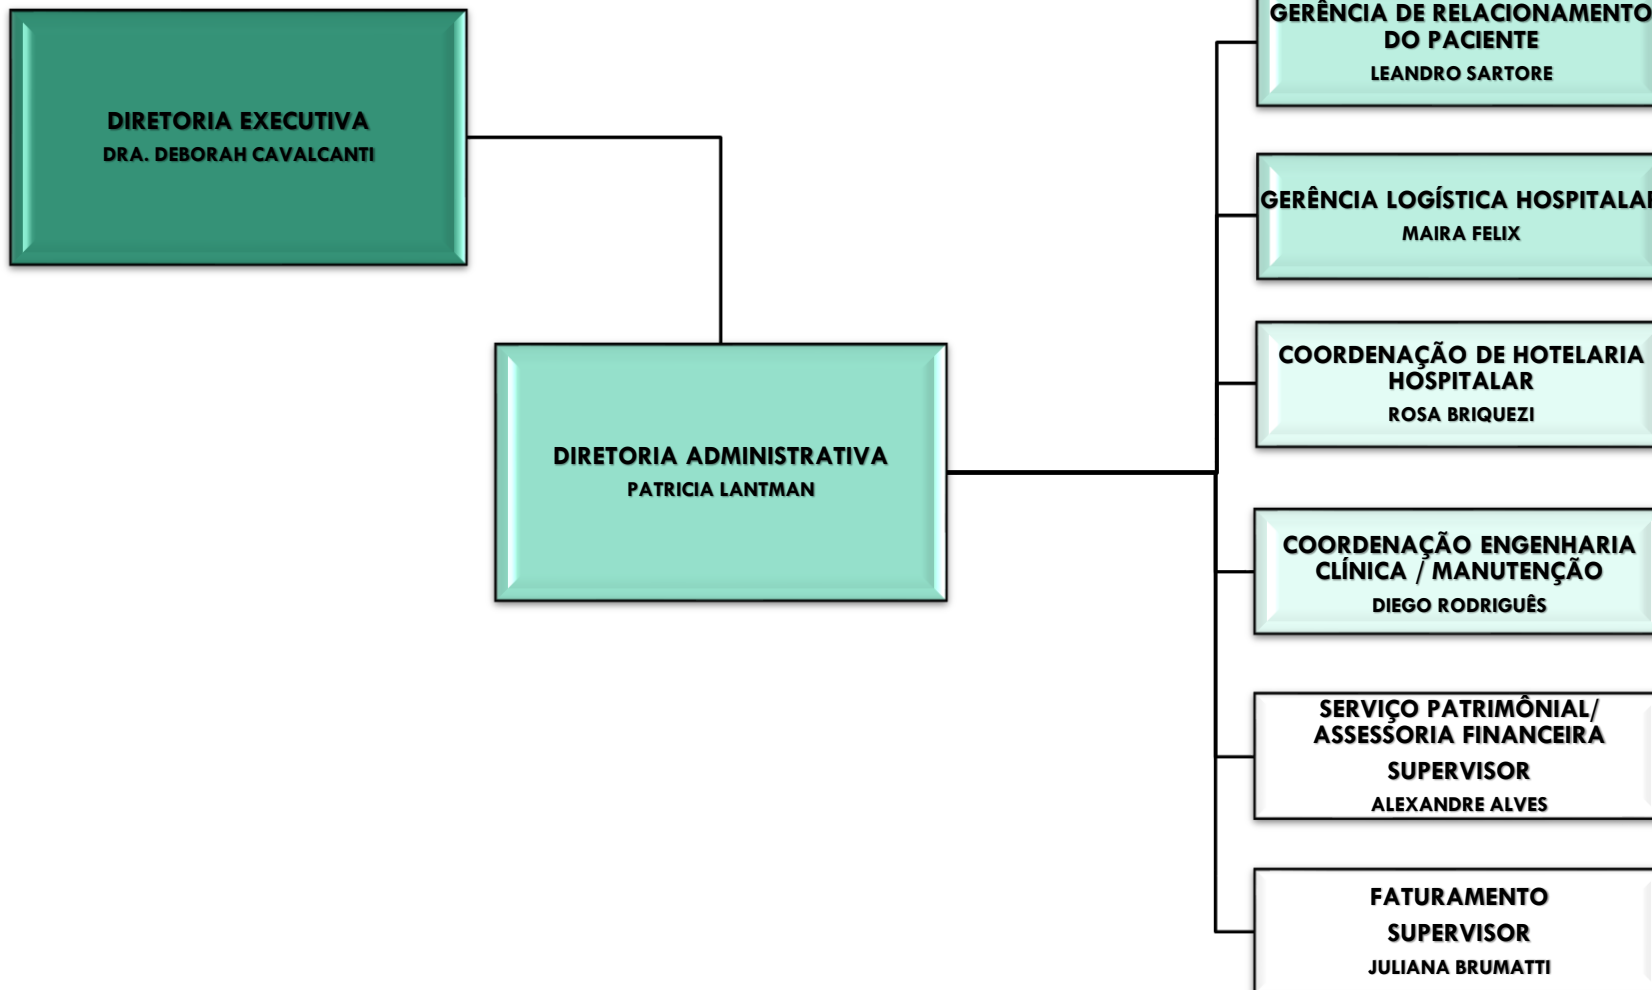 DIRETORIA EXECUTIVA
DRA. DEBORAH CAVALCANTI
DIRETORIA ADMINISTRATIVA
PATRICIA LANTMAN
GERÊNCIA DE RELACIONAMENTO
DO PACIENTE
LEANDRO SARTORE
GERÊNCIA LOGÍSTICA HOSPITALAR
MAIRA FELIX
COORDENAÇÃO DE HOTELARIA
HOSPITALAR
ROSA BRIQUEZI
COORDENAÇÃO ENGENHARIA
CLÍNICA / MANUTENÇÃO
DIEGO RODRIGUÊS
SERVIÇO PATRIMÔNIAL/
ASSESSORIA FINANCEIRA
SUPERVISOR
ALEXANDRE ALVES
FATURAMENTO
SUPERVISOR
JULIANA BRUMATTI